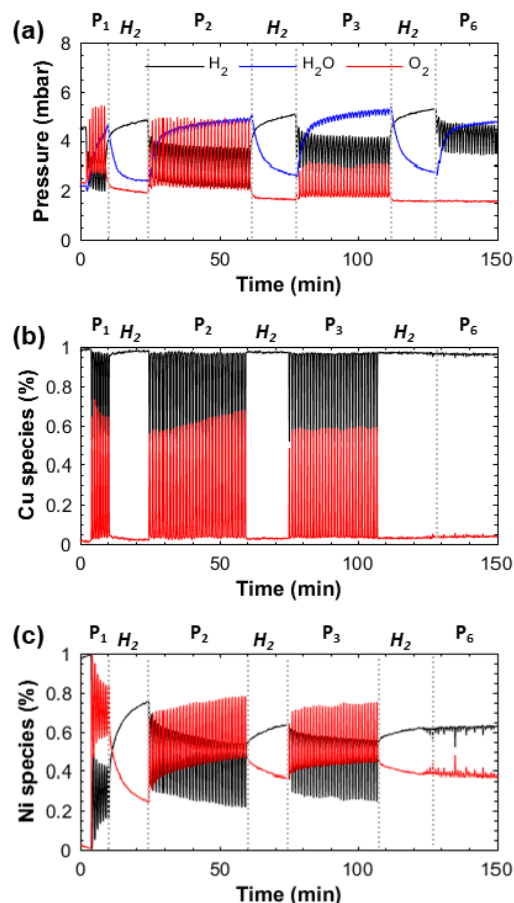 (a) P1 H2 P2 H2 P3 H2 P6
H2 H2O O2
Pressure (mbar)
8
6
4
2
0
0 50 100 150
Time (min)
(b) P1 H2 P2 H2 P3 H2 P6
Cu species (%)
1
0.8
0.6
0.4
0.2
0
0 50 100 150
Time (min)
(c) P1 H2 P2 H2 P3 H2 P6
Ni species (%)
1
0.8
0.6
0.4
0.2
0
0 50 100 150
Time (min)